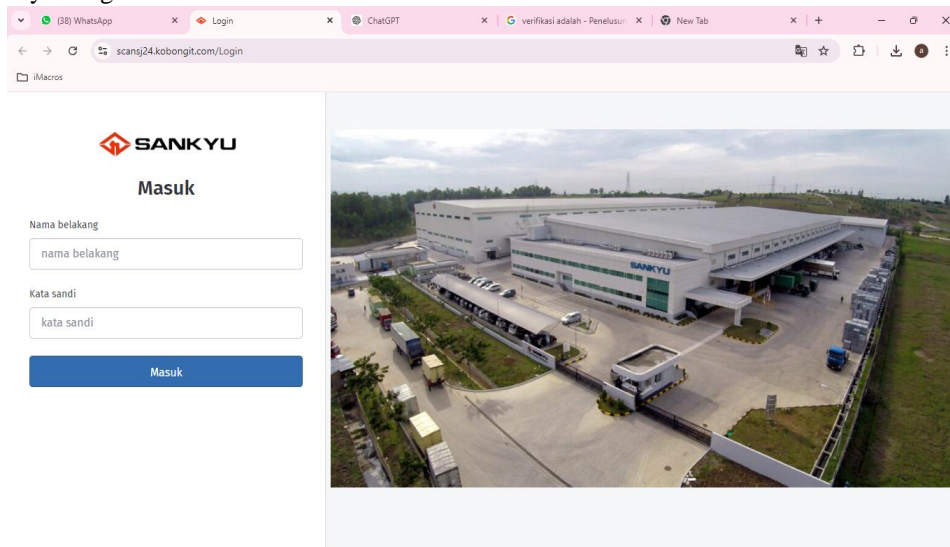 (38) WhatsApp
Login
ChatGPT
verifikasi adalah - Penelusur
New Tab
scansj24.kobongit.com/Login
a
iMacros
SANKYU
Masuk
Nama belakang
nama belakang
Kata sandi
kata sandi
Masuk
SANKYU